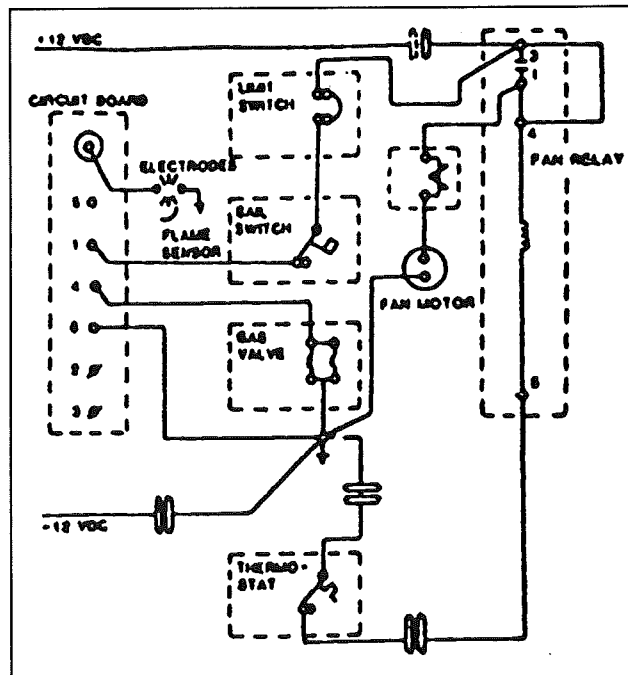 +12 VDC
3
1
LIMIT
SWITCH
CIRCUIT BOARD
4
FAN RELAY
ELECTRODES
SAIL
SWITCH
FLAME
SENSOR
1
4
FAN MOTOR
GAS
VALVE
6
2
3
-12 VDC
THERMO-
STAT